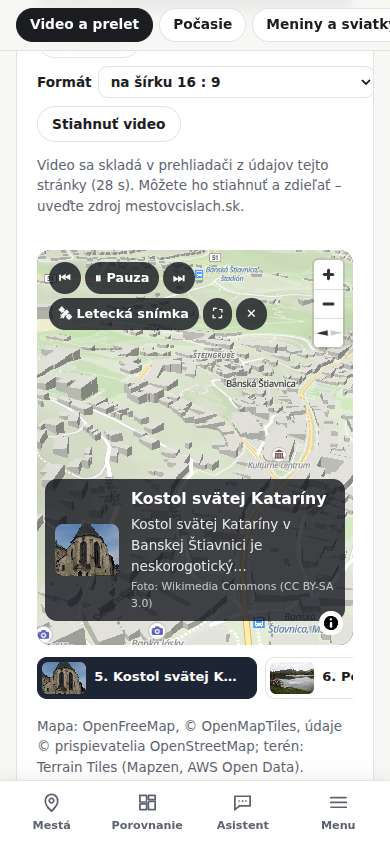 Video a prelet
Počasie
Meniny a sviatky
Formát
na šírku 16 : 9
Stiahnuť video
Video sa skladá v prehliadači z údajov tejto
stránky (28 s). Môžete ho stiahnuť a zdieľať –
uveďte zdroj mestovcislach.sk.
51
Banská Štiavnica,
štadión
Pauza
Letecká snímka
STEINGRUBE
Banská Štiavnica
Kultúrne centrum
Kostol svätej Kataríny
Kostol svätej Kataríny v
Banskej Štiavnici je
neskorogotický…
Foto: Wikimedia Commons (CC BY-SA
3.0)
5. Kostol svätej K…
6.
Mapa: OpenFreeMap, © OpenMapTiles, údaje
© prispievatelia OpenStreetMap; terén:
Terrain Tiles (Mapzen, AWS Open Data).
Mestá
Porovnanie
Asistent
Menu